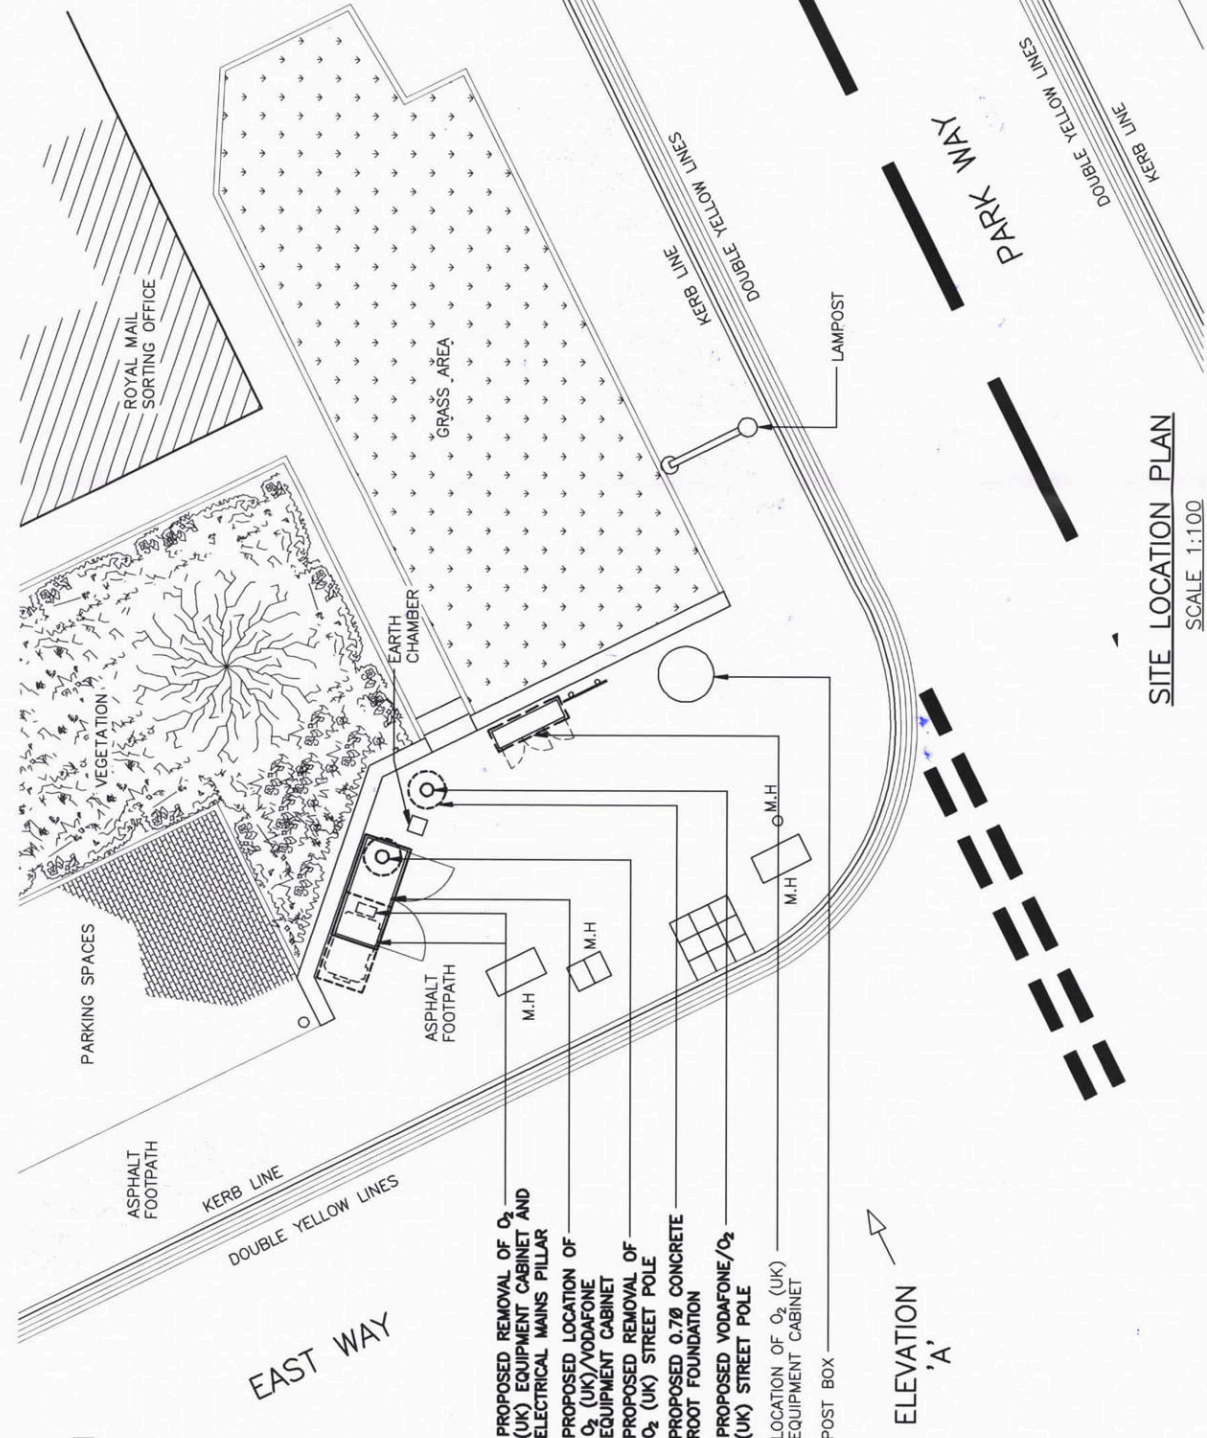 ROYAL MAIL
SORTING OFFICE
GRASS AREA
KERB LINE
DOUBLE YELLOW LINES
DOUBLE YELLOW LINES
KERB LINE
PARK WAY
DOUBLE YELLOW LINES
LAMPOST
VEGETATION
EARTH
CHAMBER
PARKING SPACES
ASPHALT
FOOTPATH
M.H
M.H
M.H
M.H
ASPHALT
FOOTPATH
KERB LINE
DOUBLE YELLOW LINES
EAST WAY
PROPOSED REMOVAL OF O₂
(UK) EQUIPMENT CABINET AND
ELECTRICAL MAINS PILLAR
PROPOSED LOCATION OF
O₂ (UK)/VODAFONE
EQUIPMENT CABINET
PROPOSED REMOVAL OF
O₂ (UK) STREET POLE
PROPOSED 0.7Ø CONCRETE
ROOT FOUNDATION
PROPOSED VODAFONE/O₂
(UK) STREET POLE
LOCATION OF O₂ (UK)
EQUIPMENT CABINET
POST BOX
ELEVATION
'A'
SITE LOCATION PLAN
SCALE 1:100